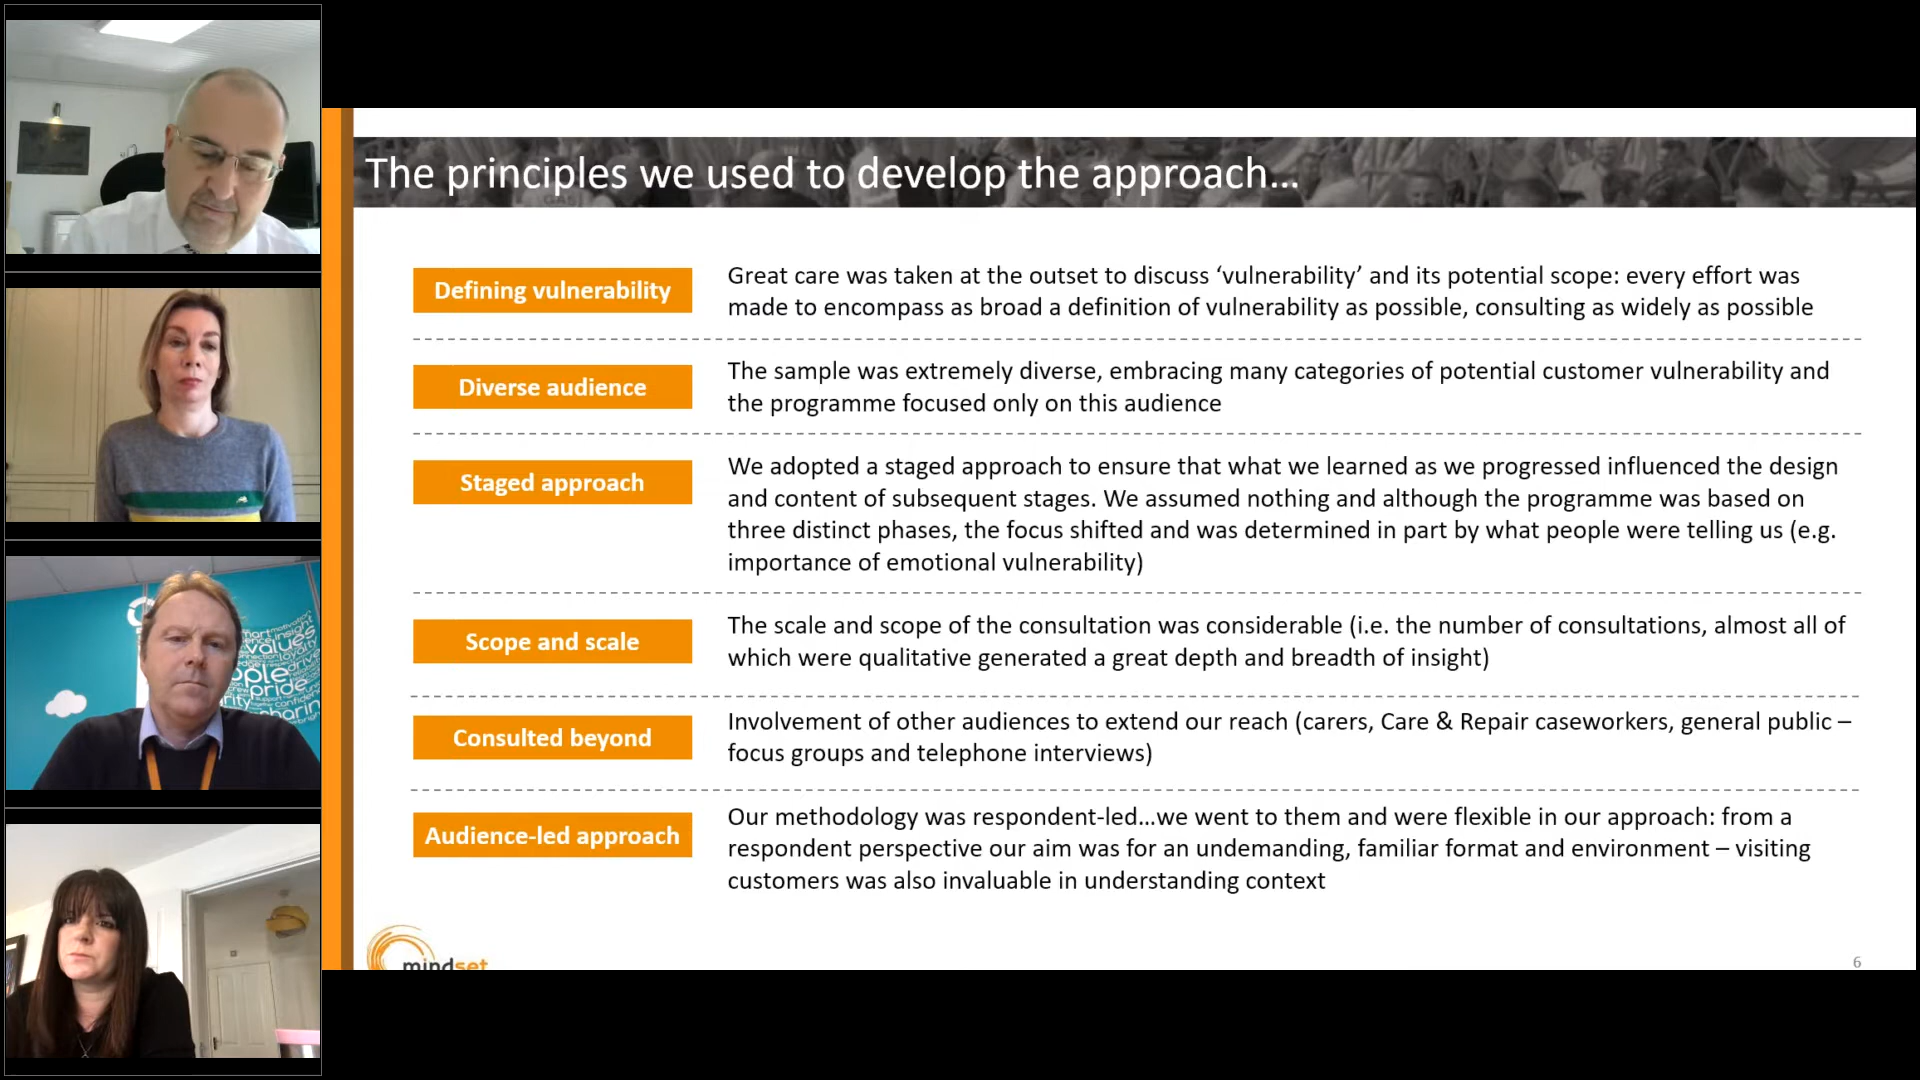 The principles we used to develop the approach...
Defining vulnerability
Great care was taken at the outset to discuss ‘vulnerability’ and its potential scope: every effort was
made to encompass as broad a definition of vulnerability as possible, consulting as widely as possible
Diverse audience
The sample was extremely diverse, embracing many categories of potential customer vulnerability and
the programme focused only on this audience
Staged approach
We adopted a staged approach to ensure that what we learned as we progressed influenced the design
and content of subsequent stages. We assumed nothing and although the programme was based on
three distinct phases, the focus shifted and was determined in part by what people were telling us (e.g.
importance of emotional vulnerability)
Scope and scale
The scale and scope of the consultation was considerable (i.e. the number of consultations, almost all of
which were qualitative generated a great depth and breadth of insight)
Consulted beyond
Involvement of other audiences to extend our reach (carers, Care & Repair caseworkers, general public –
focus groups and telephone interviews)
Audience-led approach
Our methodology was respondent-led...we went to them and were flexible in our approach: from a
respondent perspective our aim was for an undemanding, familiar format and environment – visiting
customers was also invaluable in understanding context
mindset
6
insight
values
pride
sharing